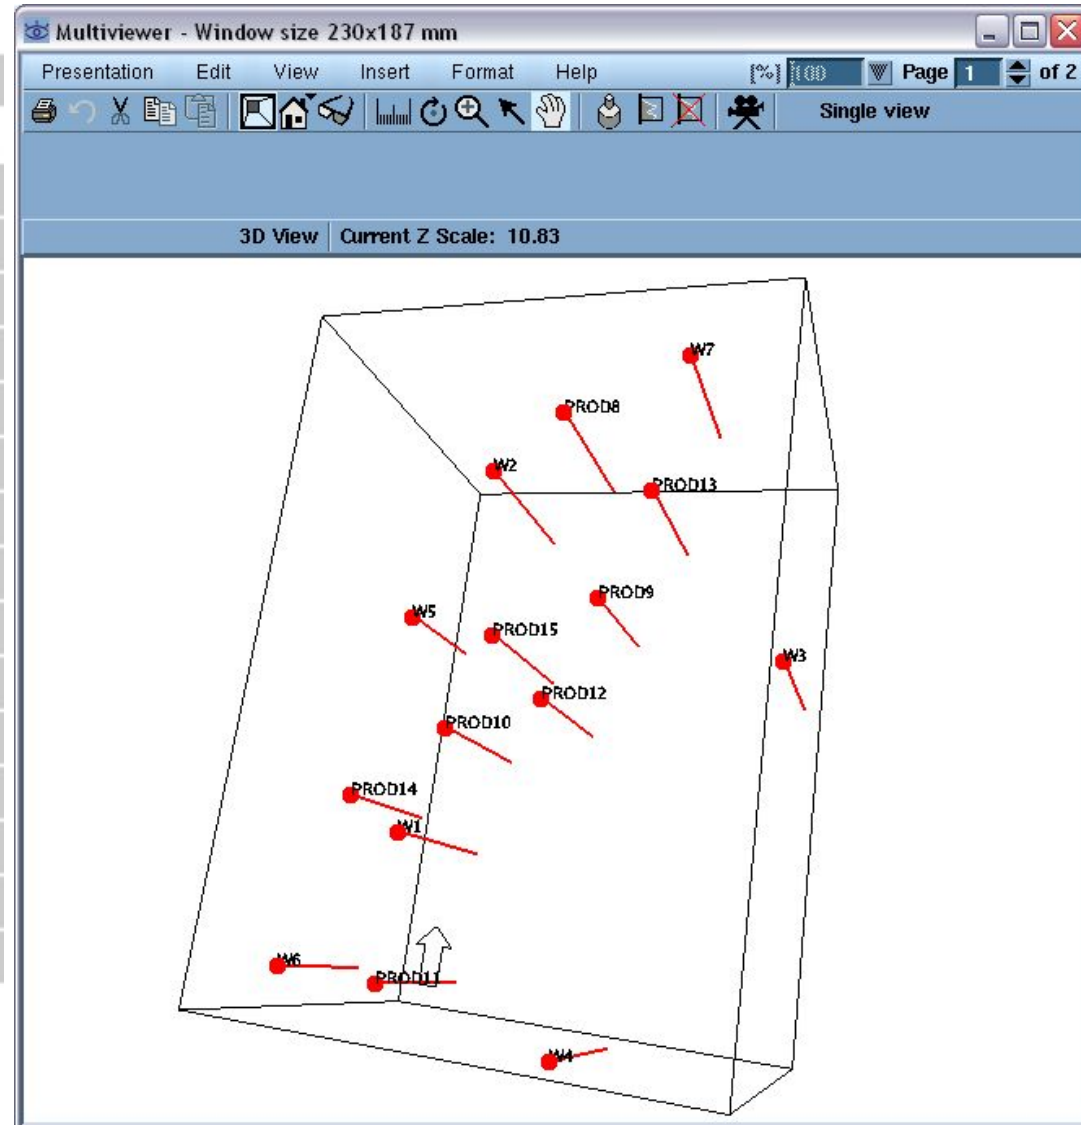 Multiviewer - Window size 230x187 mm
Presentation Edit View Insert Format Help [%] 100 Page 1 of 2
Single view
3D View Current Z Scale: 10.83
W7
PROD8
W2
PROD13
PROD9
W5
PROD15
W3
PROD12
PROD10
PROD14
W1
W6
PROD11
W4